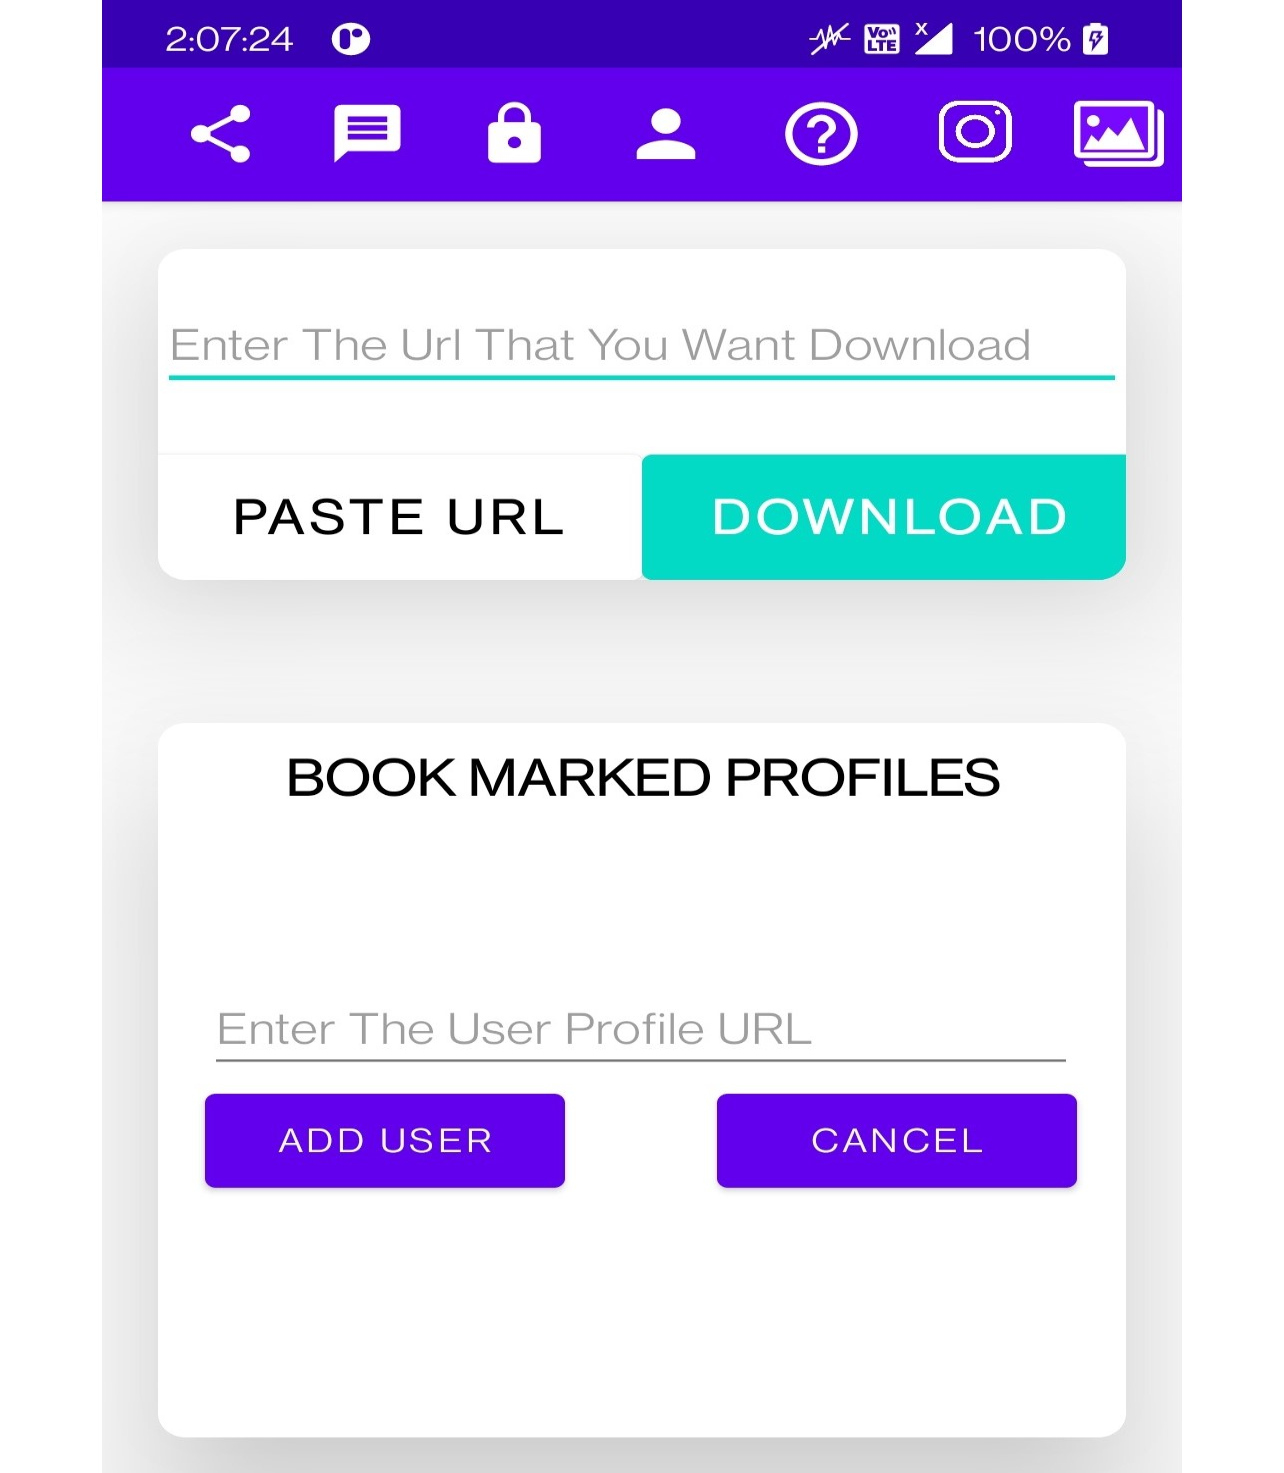 2:07:24 Vo)) LTE X 100%
Enter The Url That You Want Download
PASTE URL DOWNLOAD
BOOK MARKED PROFILES
Enter The User Profile URL
ADD USER CANCEL